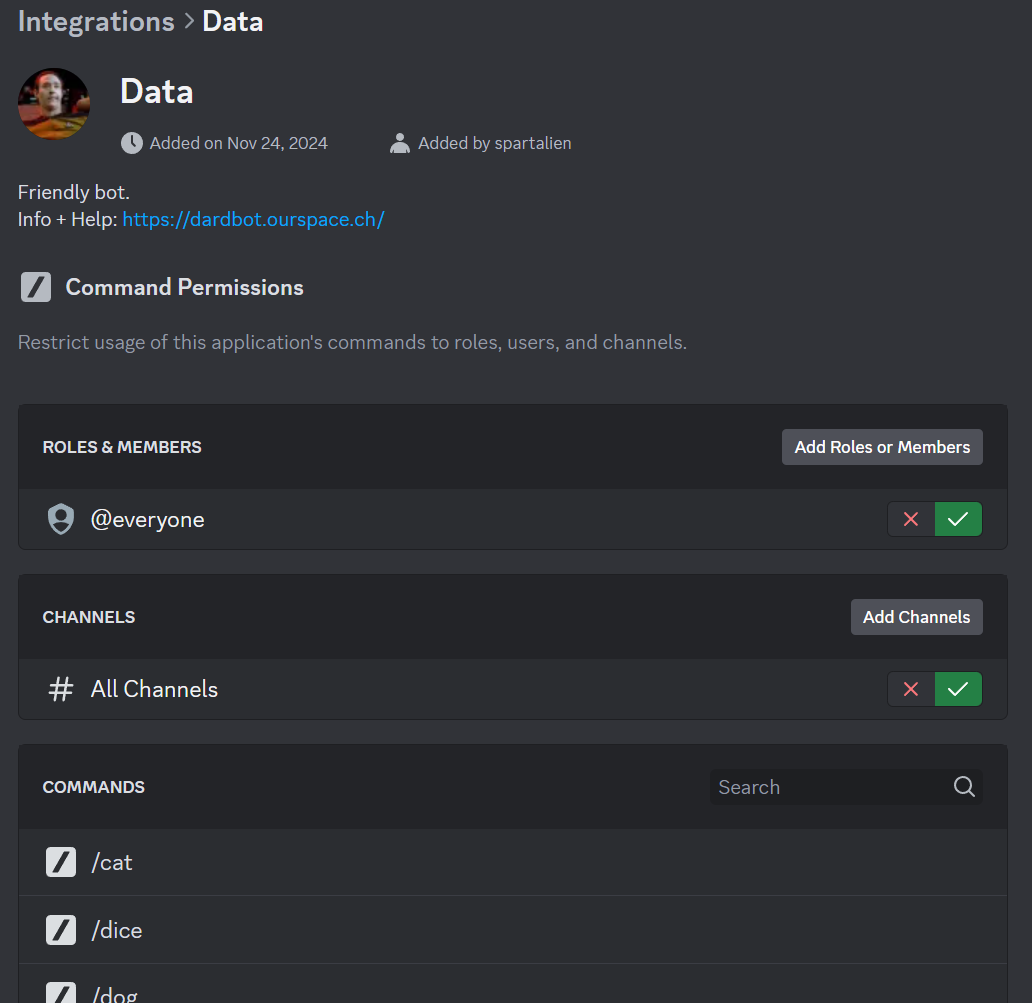 Integrations > Data
Data
Added on Nov 24, 2024
Added by spartalien
Friendly bot.
Info + Help: https://dardbot.ourspace.ch/
Command Permissions
Restrict usage of this application's commands to roles, users, and channels.
ROLES & MEMBERS
Add Roles or Members
@everyone
CHANNELS
Add Channels
All Channels
COMMANDS
Search
/cat
/dice
/dog